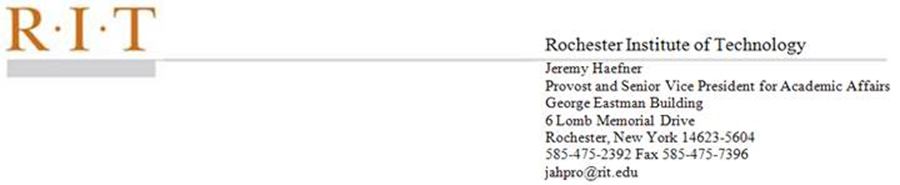 R·I·T
Rochester Institute of Technology
Jeremy Haefner
Provost and Senior Vice President for Academic Affairs
George Eastman Building
6 Lomb Memorial Drive
Rochester, New York 14623-5604
585-475-2392 Fax 585-475-7396
jahpro@rit.edu